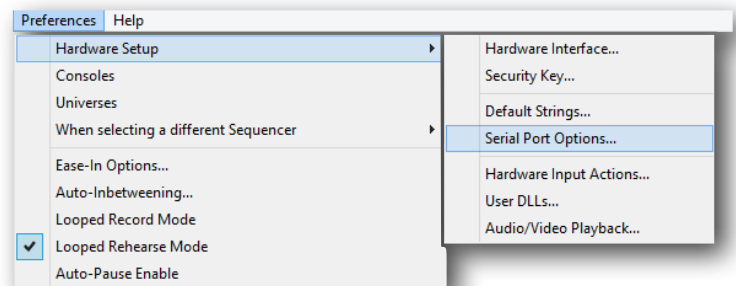 Preferences Help
Hardware Setup
Consoles
Universes
When selecting a different Sequencer
Ease-In Options...
Auto-Inbetweening...
Looped Record Mode
Looped Rehearse Mode
Auto-Pause Enable
Hardware Interface...
Security Key...
Default Strings...
Serial Port Options...
Hardware Input Actions...
User DLLs...
Audio/Video Playback...